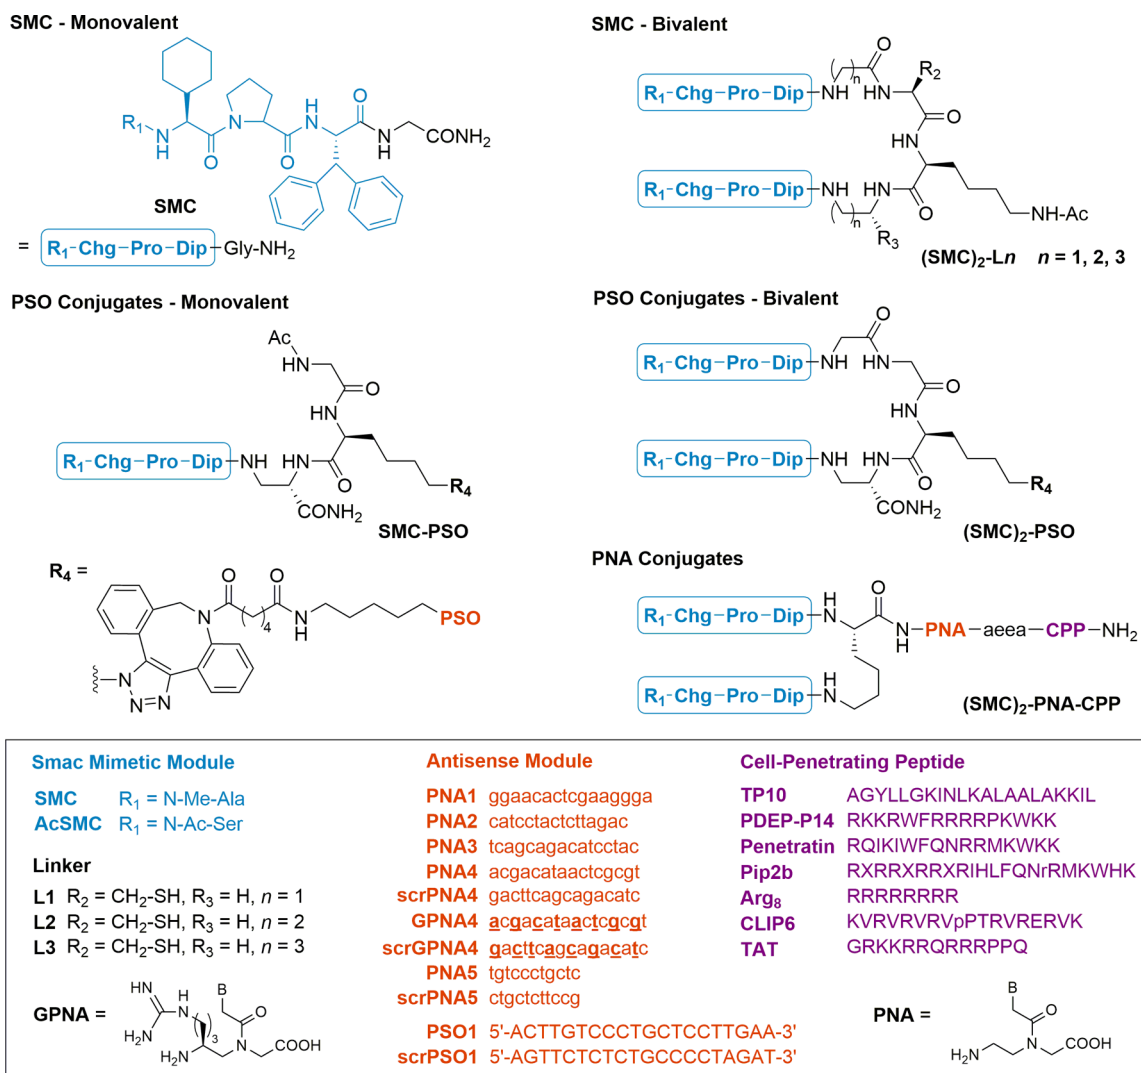 SMC - Monovalent
R1
N
H
O
N
O
H
N
O
N
H
O
NH2
SMC
= R1-Chg-Pro-Dip-Gly-NH2
SMC - Bivalent
R1-Chg-Pro-Dip-NH
n
O
HN
R2
O
HN
R1-Chg-Pro-Dip-NH
n
HN
R3
O
NH-Ac
(SMC)2-Ln n = 1, 2, 3
PSO Conjugates - Monovalent
Ac
HN
O
HN
R1-Chg-Pro-Dip-NH
HN
O
R4
CONH2
SMC-PSO
R4 =
O
N
O
4
N
H
PSO
N
N=N
PSO Conjugates - Bivalent
R1-Chg-Pro-Dip-NH
O
HN
O
HN
R1-Chg-Pro-Dip-NH
HN
O
R4
CONH2
(SMC)2-PSO
PNA Conjugates
R1-Chg-Pro-Dip-
H
N
O
N
H
PNA-aeea-CPP-NH2
R1-Chg-Pro-Dip-
H
N
(SMC)2-PNA-CPP
Smac Mimetic Module
SMC R1 = N-Me-Ala
AcSMC R1 = N-Ac-Ser
Linker
L1 R2 = CH2-SH, R3 = H, n = 1
L2 R2 = CH2-SH, R3 = H, n = 2
L3 R2 = CH2-SH, R3 = H, n = 3
GPNA =
NH
NH2
H
N
3
B
O
N
H2N
COOH
Antisense Module
PNA1 ggaacactcgaaggga
PNA2 catcctactcttagac
PNA3 tcagcagacatcctac
PNA4 acgacataactcgcgt
scrPNA4 gacttcagcagacatc
GPNA4 acgacataactcgcgt
scrGPNA4 gacttcagcagacatc
PNA5 tgtccctgctc
scrPNA5 ctgctcttccg
PSO1 5'-ACTTGTCCCTGCTCCTTGAA-3'
scrPSO1 5'-AGTTCTCTCTGCCCCTAGAT-3'
Cell-Penetrating Peptide
TP10 AGYLLGKINLKALAALAKKIL
PDEP-P14 RKKRWFRRRRPKWKK
Penetratin RQIKIWFQNRRMKWKK
Pip2b RXRRXRRXRIHLFQNrRMKWHK
Arg8 RRRRRRRR
CLIP6 KVRVRVRVpPTRVRERVK
TAT GRKKRRQRRRPPQ
PNA =
B
O
N
H2N
COOH